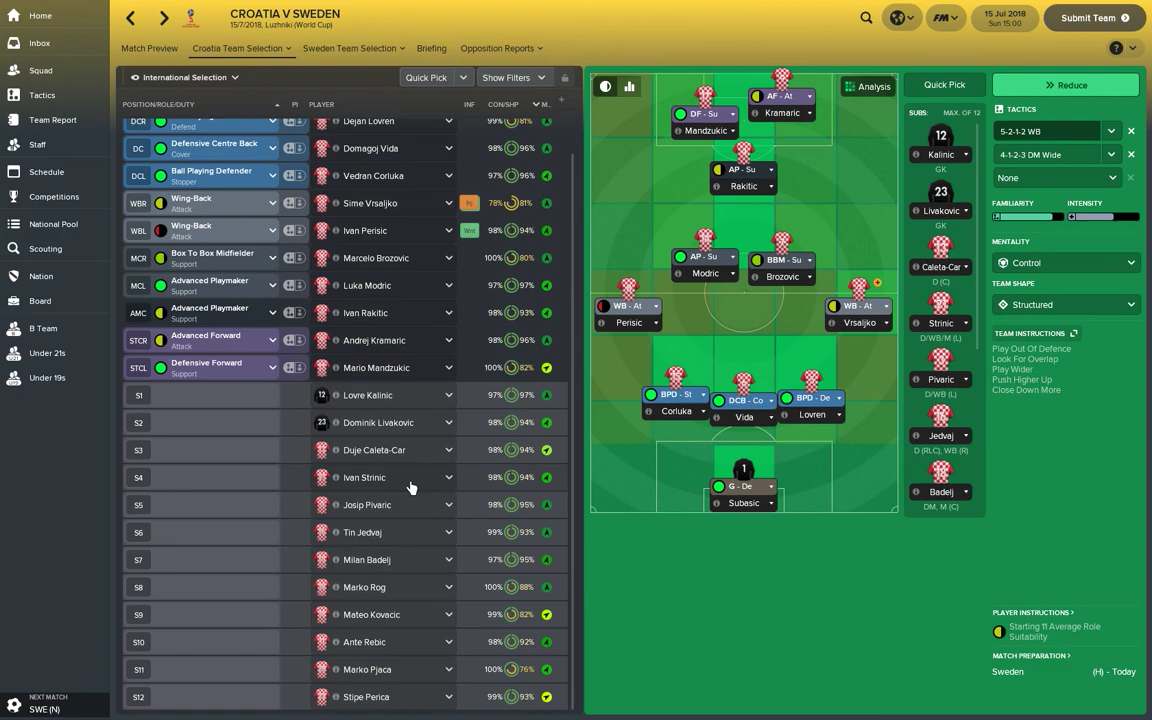 Home
Inbox
Squad
Tactics
Team Report
Staff
Schedule
Competitions
National Pool
Scouting
Nation
Board
B Team
Under 21s
Under 19s
NEXT MATCH
SWE (N)
CROATIA V SWEDEN
15/7/2018, Luzhniki (World Cup)
FM
15 Jul 2018
Sun 15:00
Submit Team
Match Preview
Croatia Team Selection
Sweden Team Selection
Briefing
Opposition Reports
?
International Selection
Quick Pick
Show Filters
POSITION/ROLE/DUTY PI PLAYER INF CON/SHP M...
DCR Defend Dejan Lovren 99% 81%
DC Defensive Centre Back Cover Domagoj Vida 98% 96%
DCL Ball Playing Defender Stopper Vedran Corluka 97% 96%
WBR Wing-Back Attack Sime Vrsaljko Inj 78% 81%
WBL Wing-Back Attack Ivan Perisic Wnt 98% 94%
MCR Box To Box Midfielder Support Marcelo Brozovic 100% 80%
MCL Advanced Playmaker Support Luka Modric 97% 97%
AMC Advanced Playmaker Support Ivan Rakitic 98% 93%
STCR Advanced Forward Attack Andrej Kramaric 98% 96%
STCL Defensive Forward Support Mario Mandzukic 100% 82%
S1 12 Lovre Kalinic 97% 97%
S2 23 Dominik Livakovic 98% 94%
S3 Duje Caleta-Car 98% 94%
S4 Ivan Strinic 98% 94%
S5 Josip Pivaric 98% 95%
S6 Tin Jedvaj 99% 93%
S7 Milan Badelj 97% 95%
S8 Marko Rog 100% 88%
S9 Mateo Kovacic 99% 82%
S10 Ante Rebic 98% 92%
S11 Marko Pjaca 100% 76%
S12 Stipe Perica 99% 93%
Analysis
AF - At
Kramaric
DF - Su
Mandzukic
AP - Su
Rakitic
AP - Su
Modric
BBM - Su
Brozovic
WB - At
Perisic
WB - At
Vrsaljko
BPD - St
Corluka
DCB - Co
Vida
BPD - De
Lovren
1
G - De
Subasic
Quick Pick
SUBS: MAX. OF 12
12
Kalinic
GK
23
Livakovic
GK
Caleta-Car
D (C)
Strinic
D/WB/M (L)
Pivaric
D/WB (L)
Jedvaj
D (RLC), WB (R)
Badelj
DM, M (C)
Reduce
TACTICS
5-2-1-2 WB
4-1-2-3 DM Wide
None
FAMILIARITY
INTENSITY
MENTALITY
Control
TEAM SHAPE
Structured
TEAM INSTRUCTIONS
Play Out Of Defence
Look For Overlap
Play Wider
Push Higher Up
Close Down More
PLAYER INSTRUCTIONS >
Starting 11 Average Role
Suitability
MATCH PREPARATION >
Sweden (H) - Today